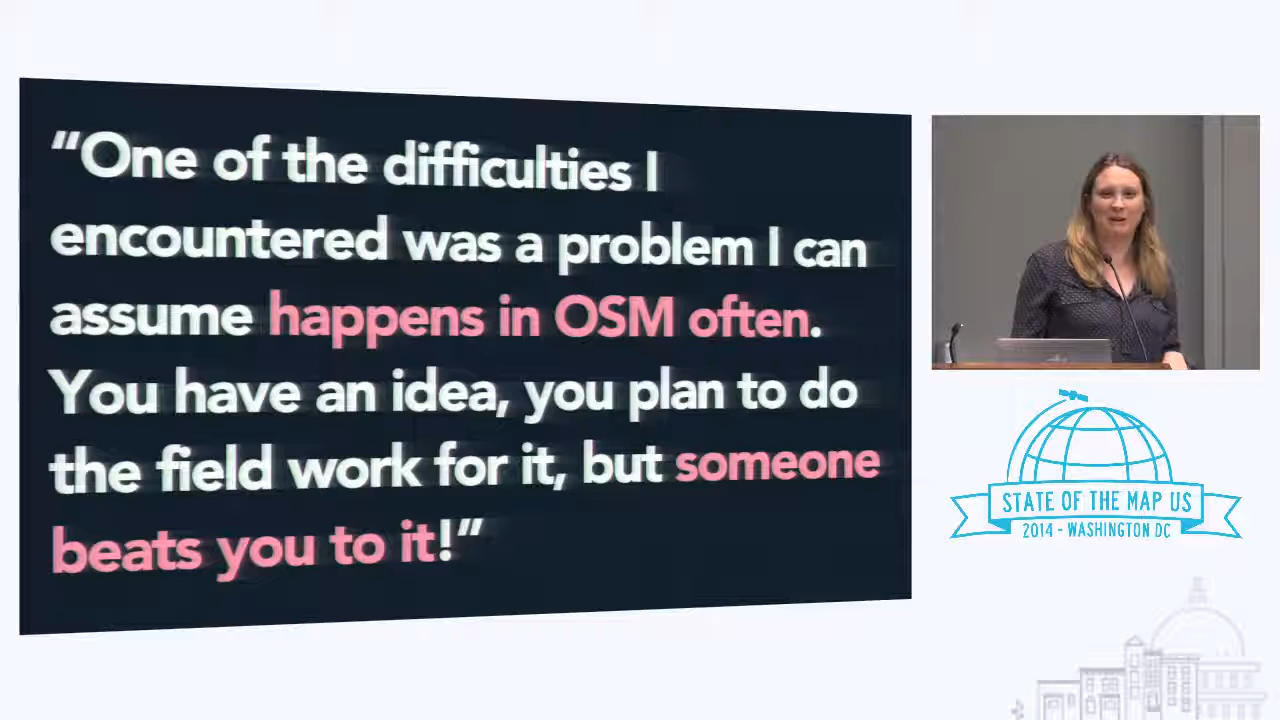 “One of the difficulties I
encountered was a problem I can
assume happens in OSM often.
You have an idea, you plan to do
the field work for it, but someone
beats you to it!”
STATE OF THE MAP US
2014 - WASHINGTON DC